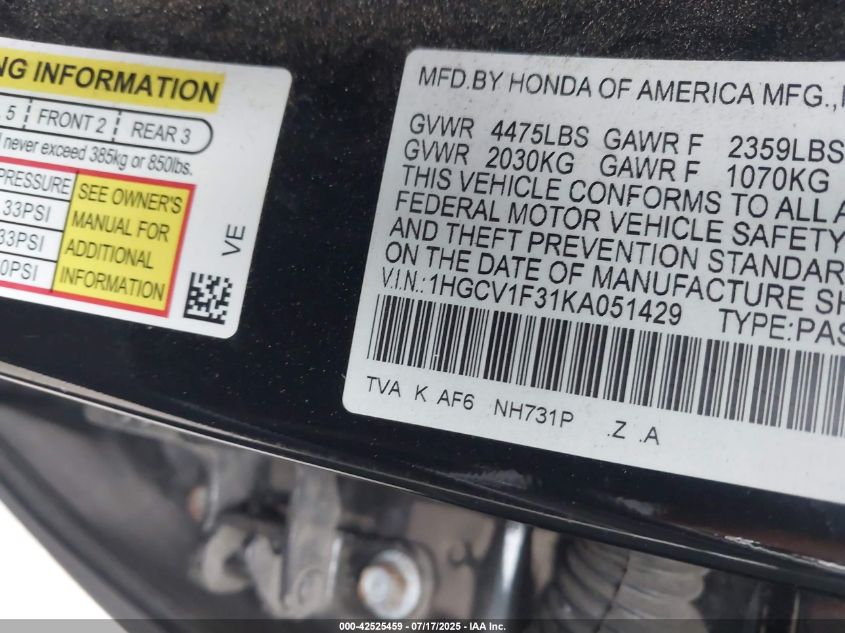 NG INFORMATION
5 FRONT 2 REAR 3
never exceed 385kg or 850lbs.
PRESSURE
33PSI
33PSI
0PSI
SEE OWNER'S
MANUAL FOR
ADDITIONAL
INFORMATION
VE
MFD.BY HONDA OF AMERICA MFG.,
GVWR 4475LBS GAWR F 2359LBS
GVWR 2030KG GAWR F 1070KG
THIS VEHICLE CONFORMS TO ALL A
FEDERAL MOTOR VEHICLE SAFETY
AND THEFT PREVENTION STANDAR
ON THE DATE OF MANUFACTURE SH
V.I.N.:1HGCV1F31KA051429 TYPE:PAS
TVA K AF6 NH731P .Z .A
000-42525459 - 07/17/2025 - IAA Inc.